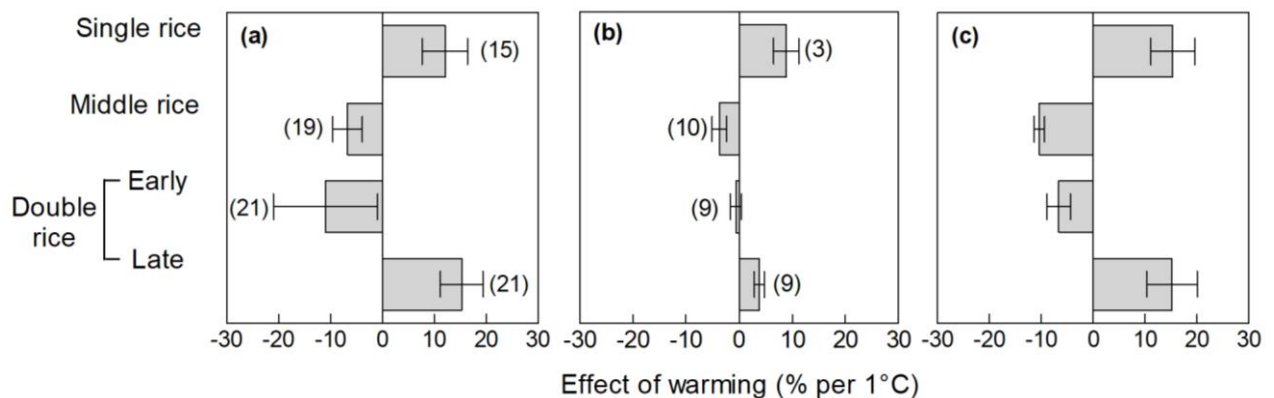 Single rice
Middle rice
Double rice
Early
Late
(a)
(15)
(19)
(21)
(21)
-30 -20 -10 0 10 20 30
(b)
(3)
(10)
(9)
(9)
-30 -20 -10 0 10 20 30
(c)
-30 -20 -10 0 10 20 30
Effect of warming (% per 1°C)